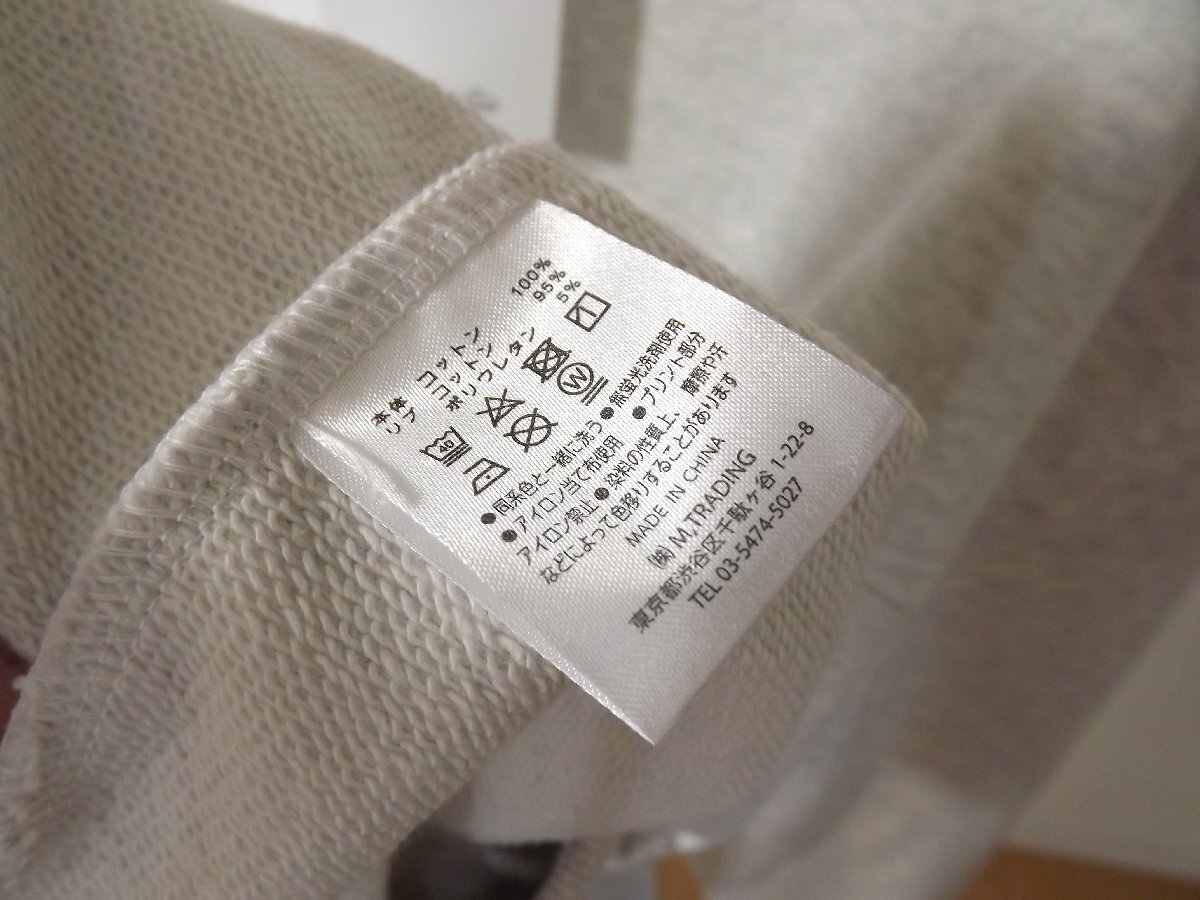 本体 コットン 100%
リブ コットン 95%
ポリウレタン 5%
40
W
●同系色と一緒に洗う●無蛍光洗剤使用
●アイロン当て布使用 ●プリント部分
アイロン禁止●染料の性質上、摩擦や汗
などによって色移りすることがあります
MADE IN CHINA
㈱ M,TRADING
東京都渋谷区千駄ヶ谷 1-22-8
TEL 03-5474-5027